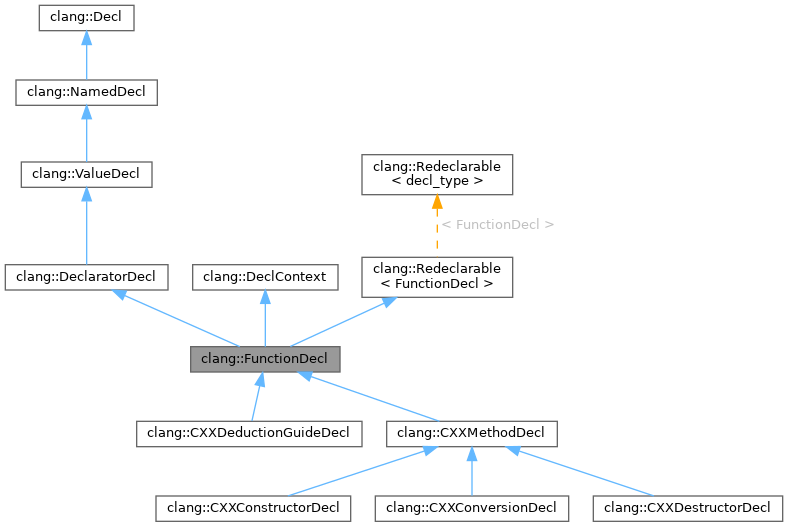 clang::Decl
clang::NamedDecl
clang::Redeclarable
< decl_type >
clang::ValueDecl
< FunctionDecl >
clang::DeclaratorDecl
clang::DeclContext
clang::Redeclarable
< FunctionDecl >
clang::FunctionDecl
clang::CXXDeductionGuideDecl
clang::CXXMethodDecl
clang::CXXConstructorDecl
clang::CXXConversionDecl
clang::CXXDestructorDecl